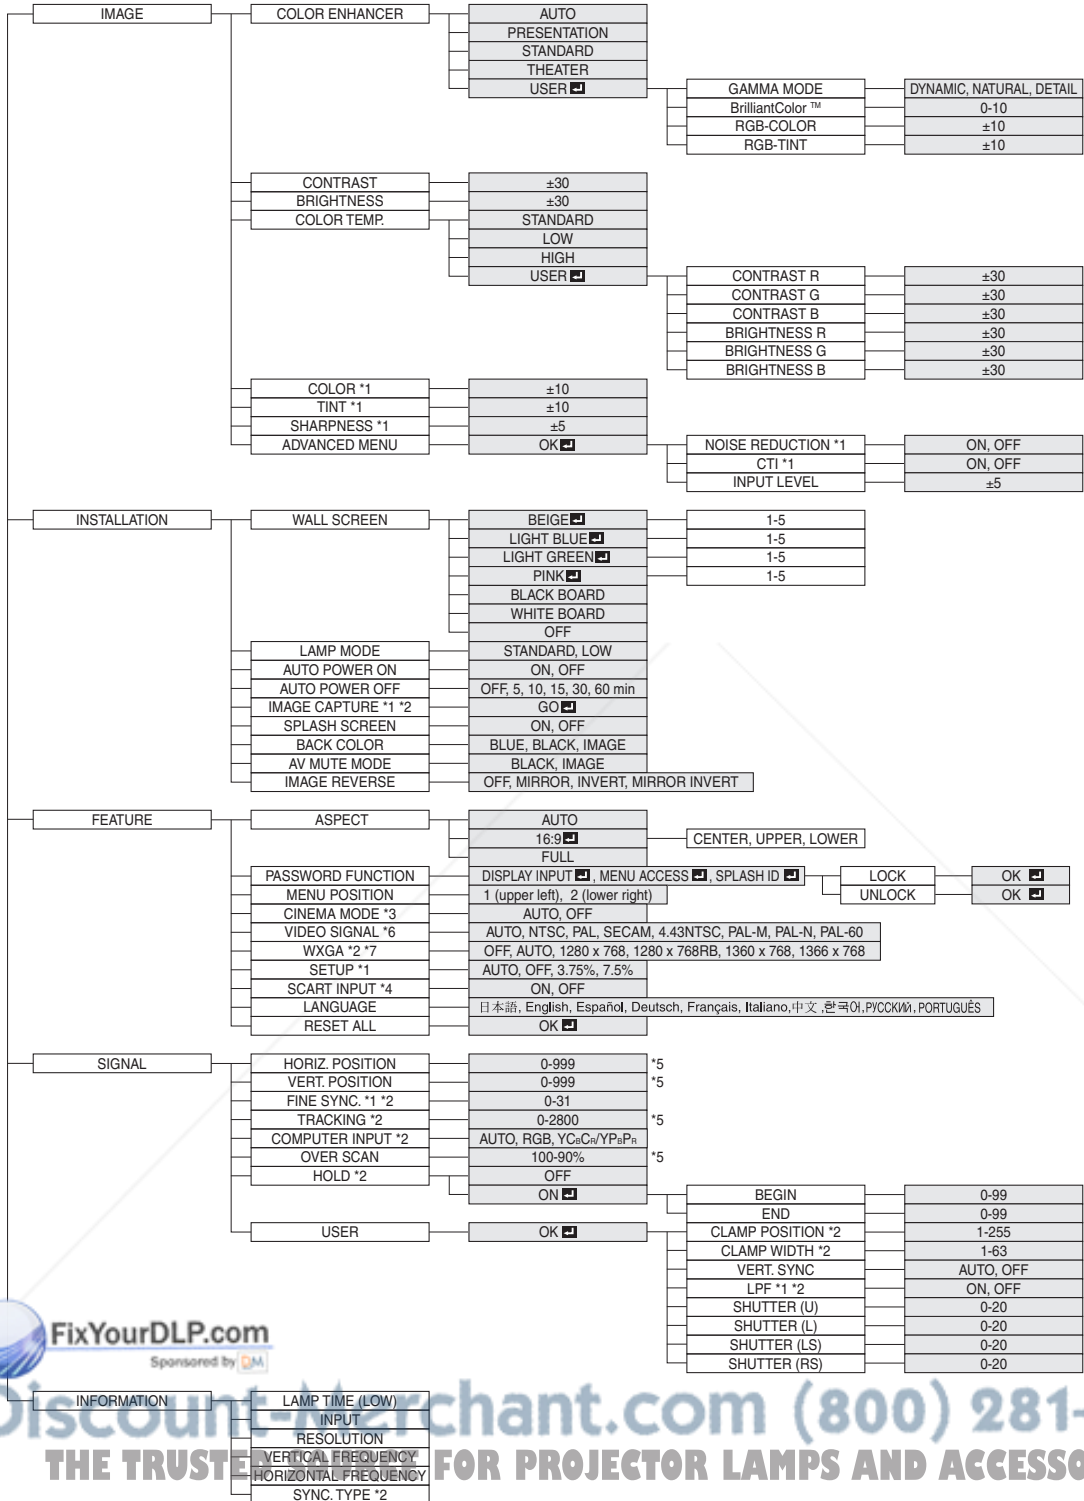 IMAGE COLOR ENHANCER AUTO
PRESENTATION
STANDARD
THEATER
USER GAMMA MODE DYNAMIC, NATURAL, DETAIL
BrilliantColor ™ 0-10
RGB-COLOR ±10
RGB-TINT ±10
CONTRAST ±30
BRIGHTNESS ±30
COLOR TEMP. STANDARD
LOW
HIGH
USER CONTRAST R ±30
CONTRAST G ±30
CONTRAST B ±30
BRIGHTNESS R ±30
BRIGHTNESS G ±30
BRIGHTNESS B ±30
COLOR *1 ±10
TINT *1 ±10
SHARPNESS *1 ±5
ADVANCED MENU OK NOISE REDUCTION *1 ON, OFF
CTI *1 ON, OFF
INPUT LEVEL ±5
INSTALLATION WALL SCREEN BEIGE 1-5
LIGHT BLUE 1-5
LIGHT GREEN 1-5
PINK 1-5
BLACK BOARD
WHITE BOARD
OFF
LAMP MODE STANDARD, LOW
AUTO POWER ON ON, OFF
AUTO POWER OFF OFF, 5, 10, 15, 30, 60 min
IMAGE CAPTURE *1 *2 GO
SPLASH SCREEN ON, OFF
BACK COLOR BLUE, BLACK, IMAGE
AV MUTE MODE BLACK, IMAGE
IMAGE REVERSE OFF, MIRROR, INVERT, MIRROR INVERT
FEATURE ASPECT AUTO
16:9 CENTER, UPPER, LOWER
FULL
PASSWORD FUNCTION DISPLAY INPUT , MENU ACCESS , SPLASH ID LOCK OK
MENU POSITION 1 (upper left), 2 (lower right) UNLOCK OK
CINEMA MODE *3 AUTO, OFF
VIDEO SIGNAL *6 AUTO, NTSC, PAL, SECAM, 4.43NTSC, PAL-M, PAL-N, PAL-60
WXGA *2 *7 OFF, AUTO, 1280 x 768, 1280 x 768RB, 1360 x 768, 1366 x 768
SETUP *1 AUTO, OFF, 3.75%, 7.5%
SCART INPUT *4 ON, OFF
LANGUAGE 日本語, English, Español, Deutsch, Français, Italiano,中文 ,한국어,РУССКИЙ, PORTUGUÊS
RESET ALL OK
SIGNAL HORIZ. POSITION 0-999 *5
VERT. POSITION 0-999 *5
FINE SYNC. *1 *2 0-31
TRACKING *2 0-2800 *5
COMPUTER INPUT *2 AUTO, RGB, YCBCR/YPBPR
OVER SCAN 100-90% *5
HOLD *2 OFF
ON BEGIN 0-99
END 0-99
USER OK CLAMP POSITION *2 1-255
CLAMP WIDTH *2 1-63
VERT. SYNC AUTO, OFF
LPF *1 *2 ON, OFF
SHUTTER (U) 0-20
SHUTTER (L) 0-20
SHUTTER (LS) 0-20
SHUTTER (RS) 0-20
FixYourDLP.com
Sponsored by DM
INFORMATION LAMP TIME (LOW)
INPUT
RESOLUTION
VERTICAL FREQUENCY
HORIZONTAL FREQUENCY
SYNC. TYPE *2
Discount-Merchant.com (800) 281-
THE TRUSTED SOURCE FOR PROJECTOR LAMPS AND ACCESSO